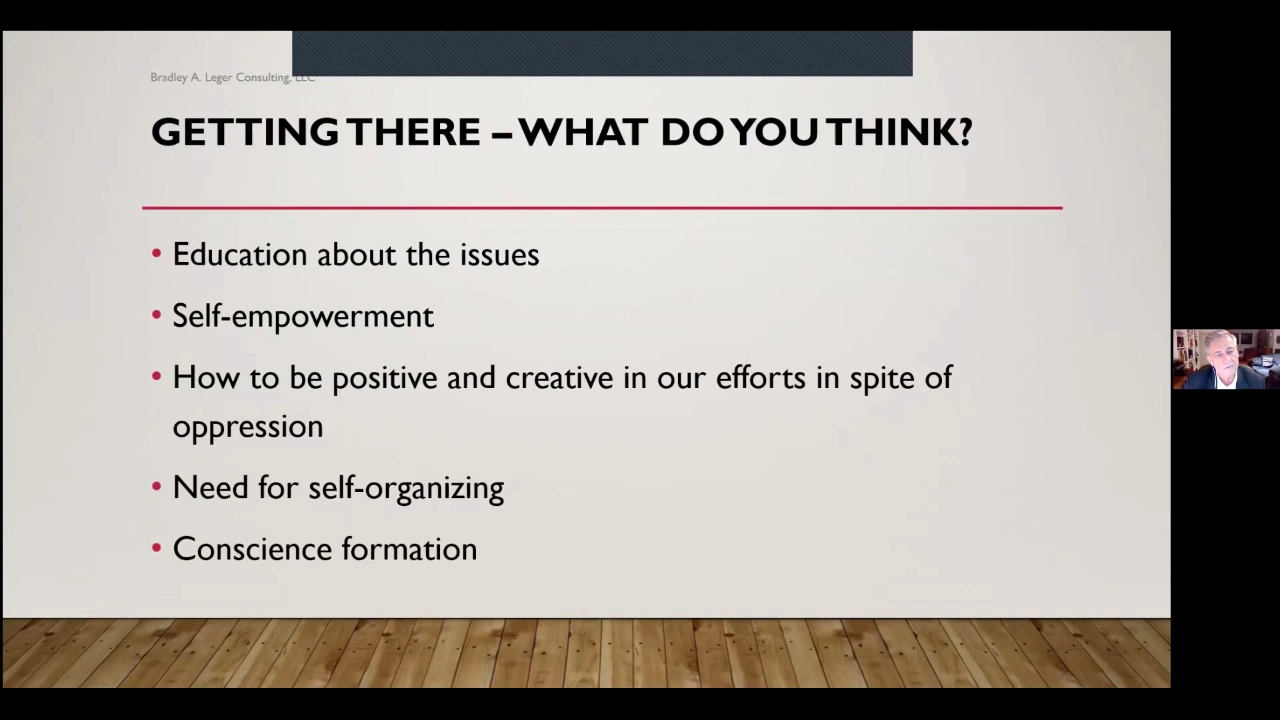 Bradley A. Leger Consulting, LLC
GETTING THERE – WHAT DO YOU THINK?
• Education about the issues
• Self-empowerment
• How to be positive and creative in our efforts in spite of
oppression
• Need for self-organizing
• Conscience formation